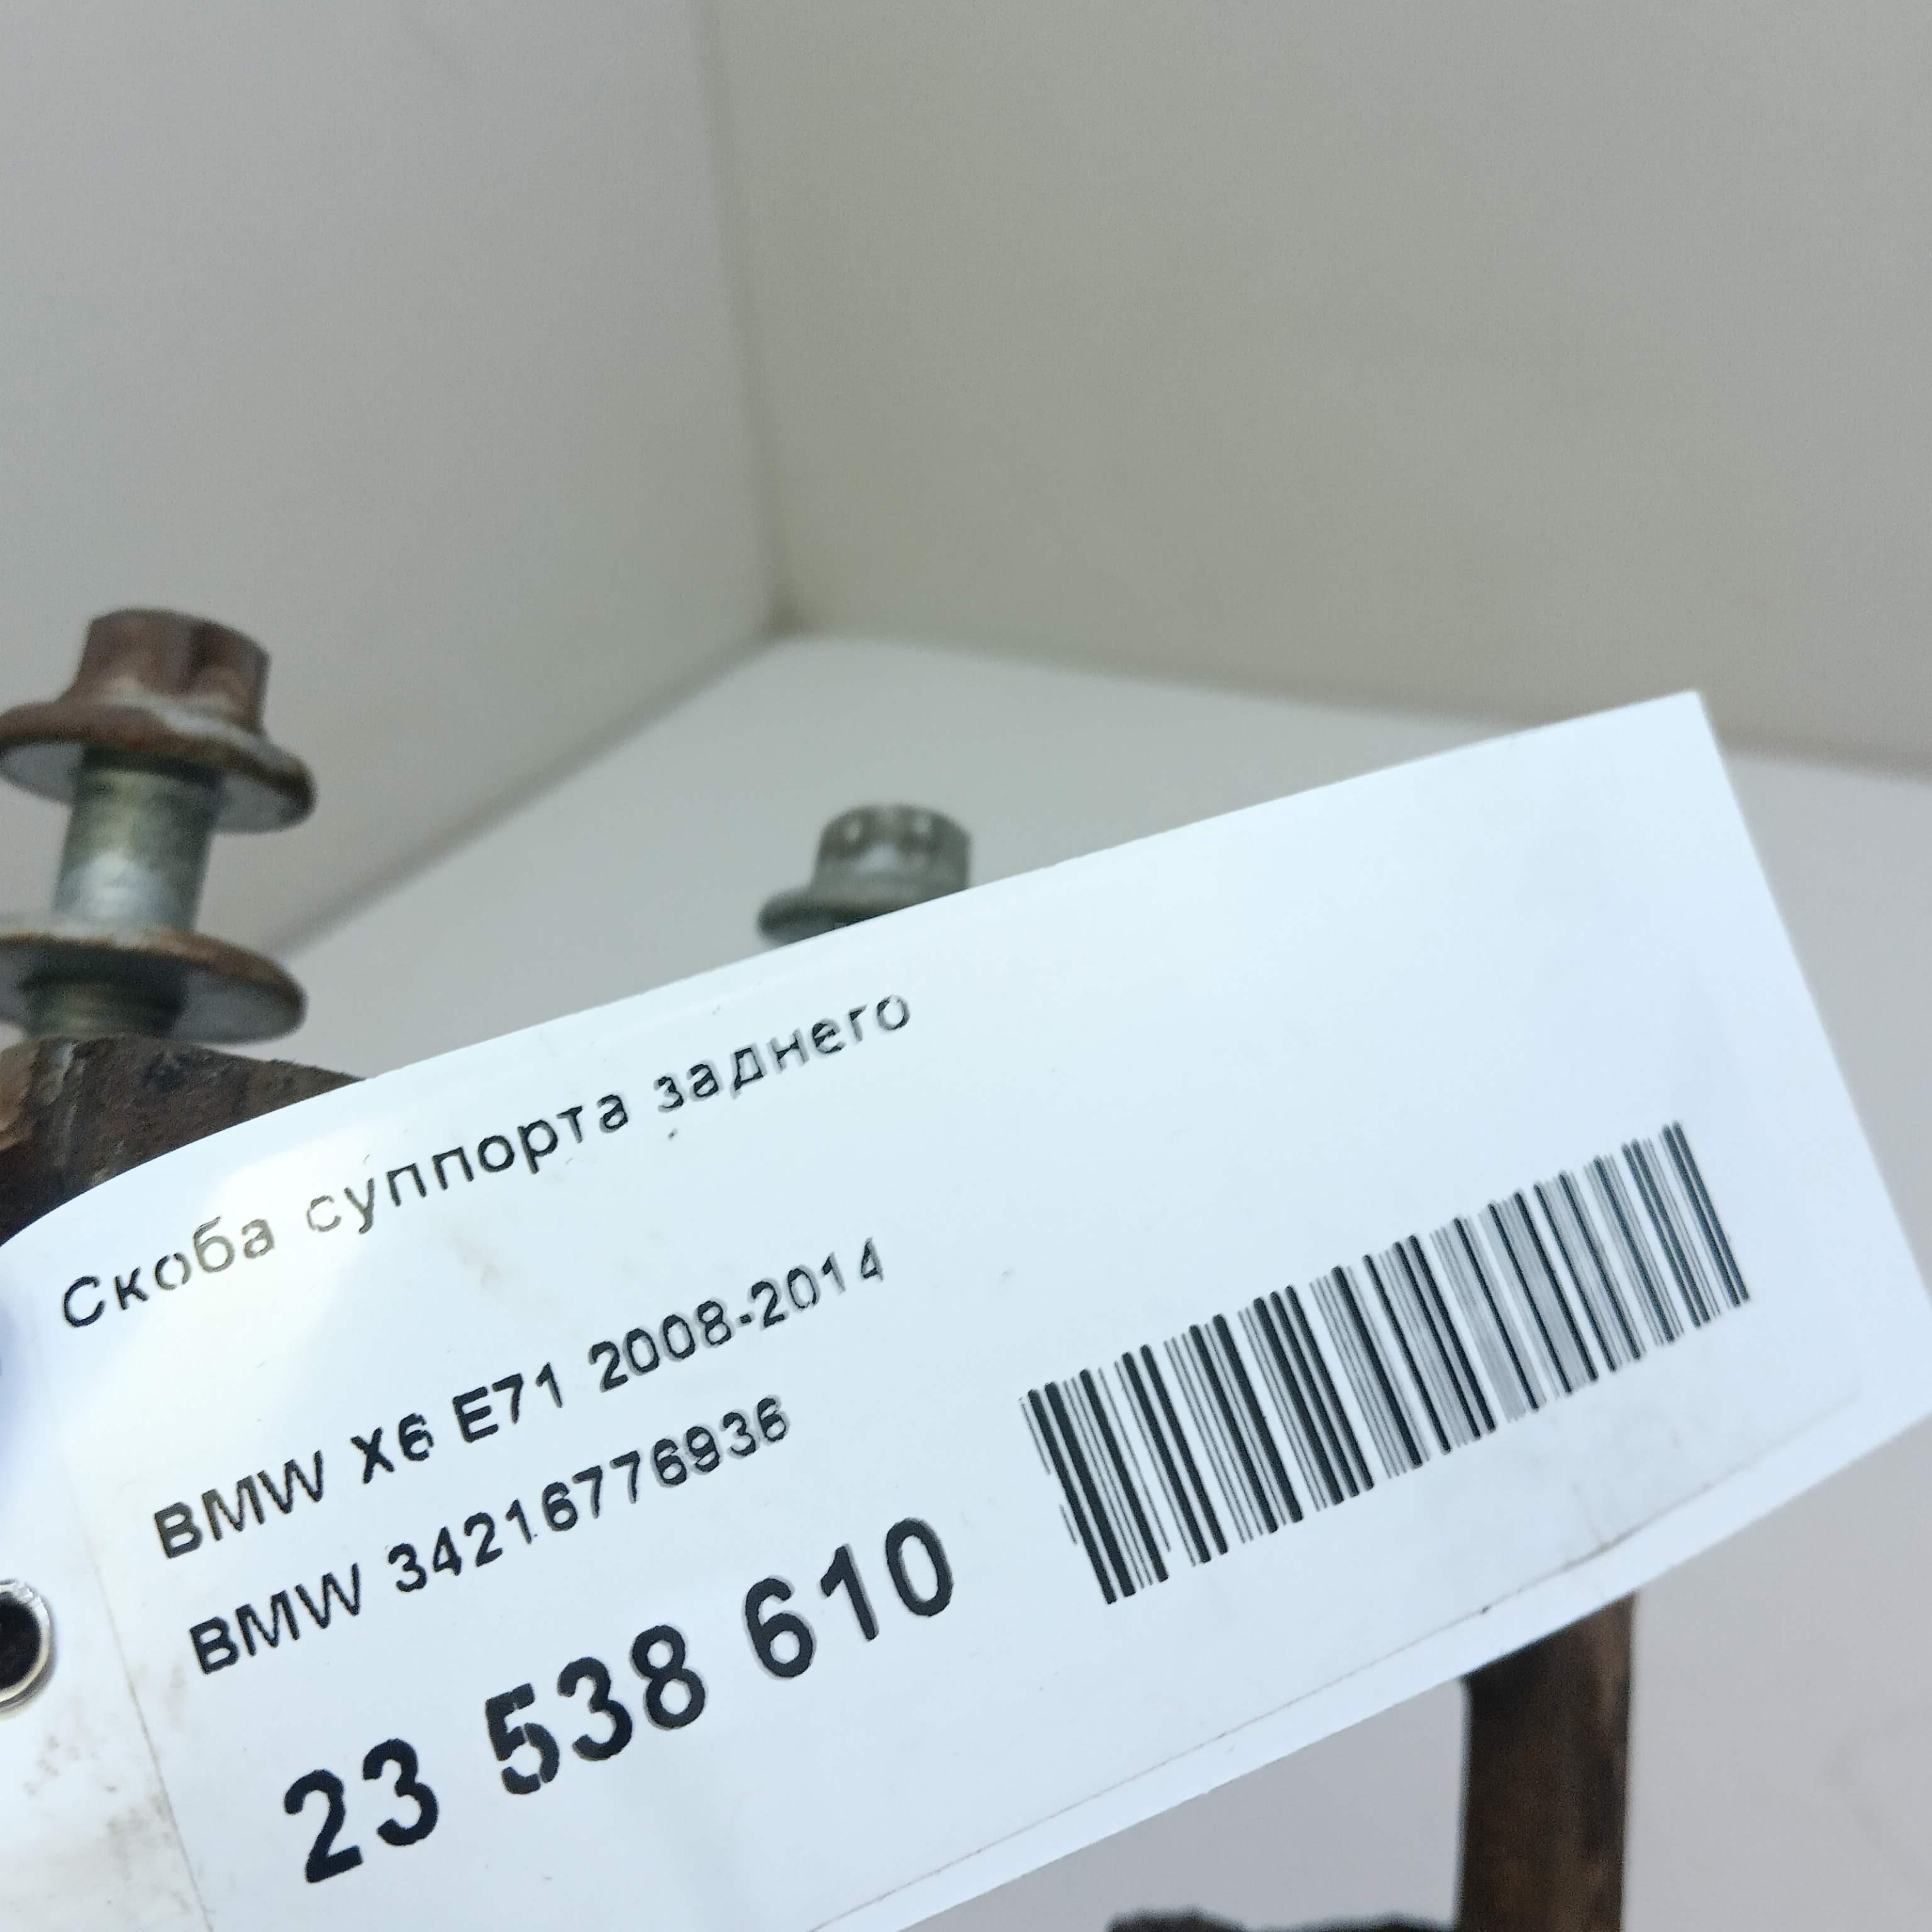 Скоба суппорта заднего
BMW X6 E71 2008-2014
BMW 34216776936
23 538 610